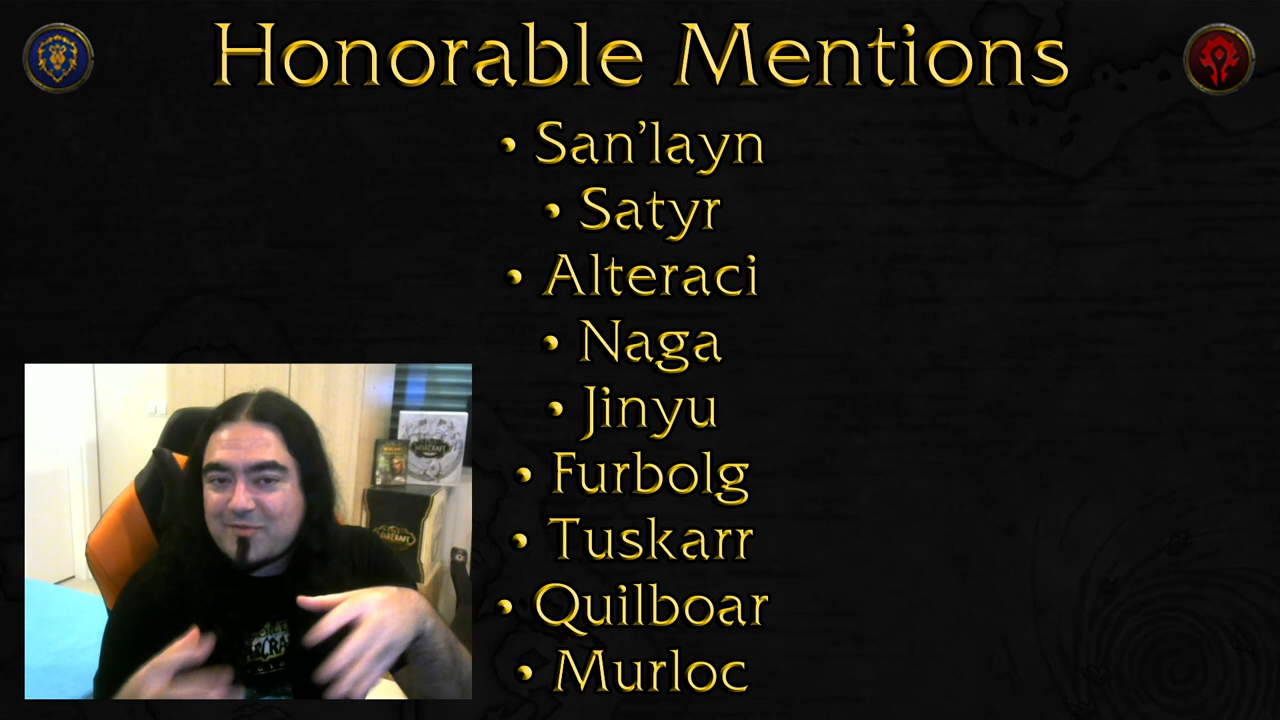 Honorable Mentions
• San'layn
• Satyr
• Alteraci
• Naga
• Jinyu
• Furbolg
• Tuskarr
• Quilboar
• Murloc